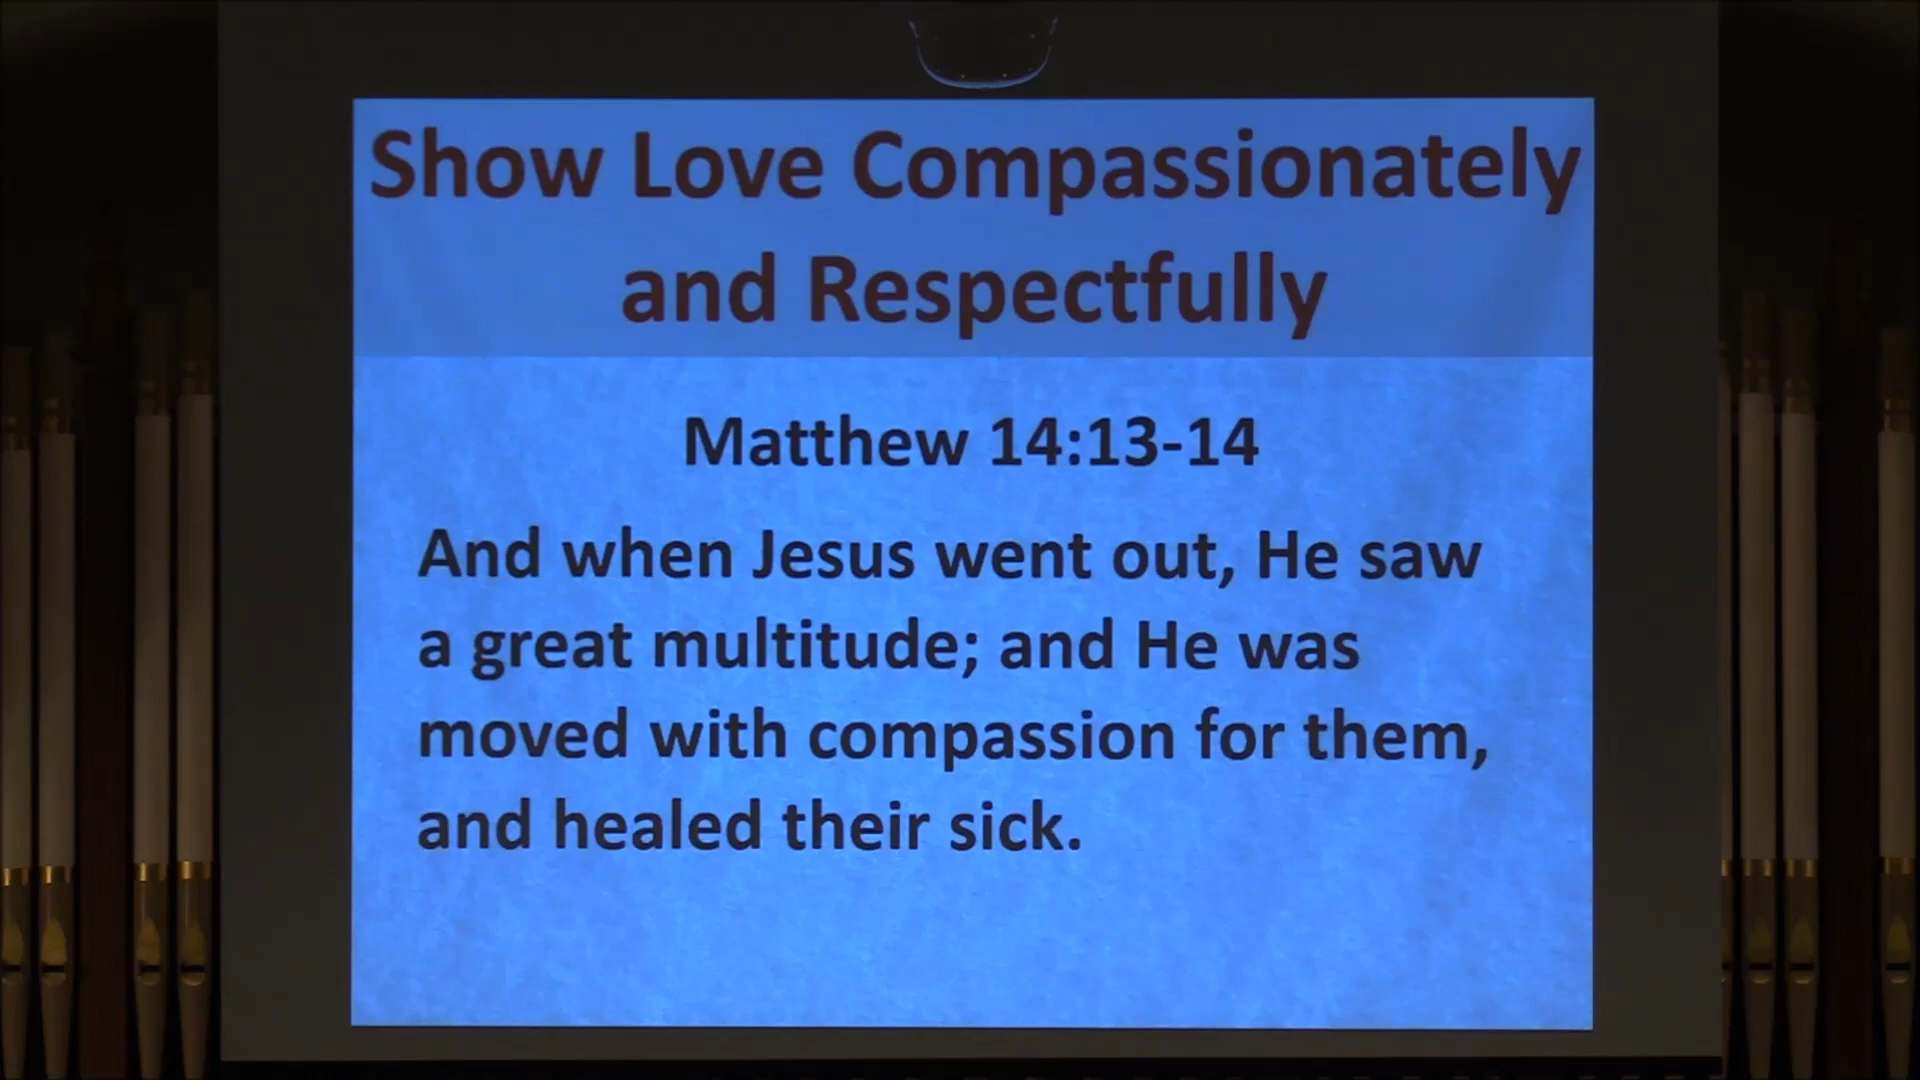 Show Love Compassionately
and Respectfully
Matthew 14:13-14
And when Jesus went out, He saw
a great multitude; and He was
moved with compassion for them,
and healed their sick.